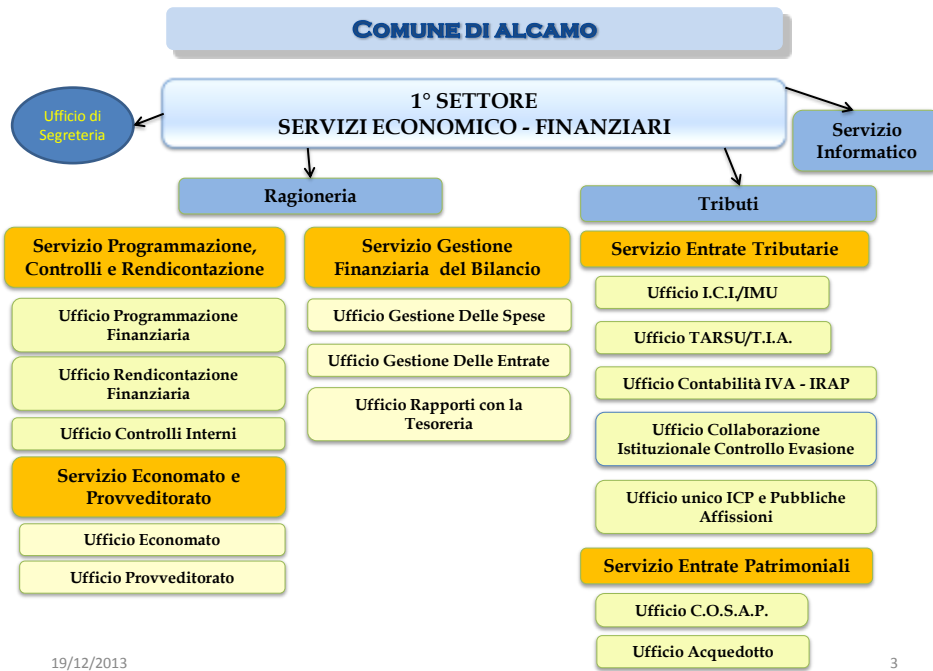 COMUNE DI ALCAMO
1° SETTORE
SERVIZI ECONOMICO - FINANZIARI
Ufficio di
Segreteria
Servizio
Informatico
Ragioneria
Tributi
Servizio Programmazione,
Controlli e Rendicontazione
Ufficio Programmazione
Finanziaria
Ufficio Rendicontazione
Finanziaria
Ufficio Controlli Interni
Servizio Economato e
Provveditorato
Ufficio Economato
Ufficio Provveditorato
Servizio Gestione
Finanziaria del Bilancio
Ufficio Gestione Delle Spese
Ufficio Gestione Delle Entrate
Ufficio Rapporti con la
Tesoreria
Servizio Entrate Tributarie
Ufficio I.C.I./IMU
Ufficio TARSU/T.I.A.
Ufficio Contabilità IVA - IRAP
Ufficio Collaborazione
Istituzionale Controllo Evasione
Ufficio unico ICP e Pubbliche
Affissioni
Servizio Entrate Patrimoniali
Ufficio C.O.S.A.P.
Ufficio Acquedotto
19/12/2013
3